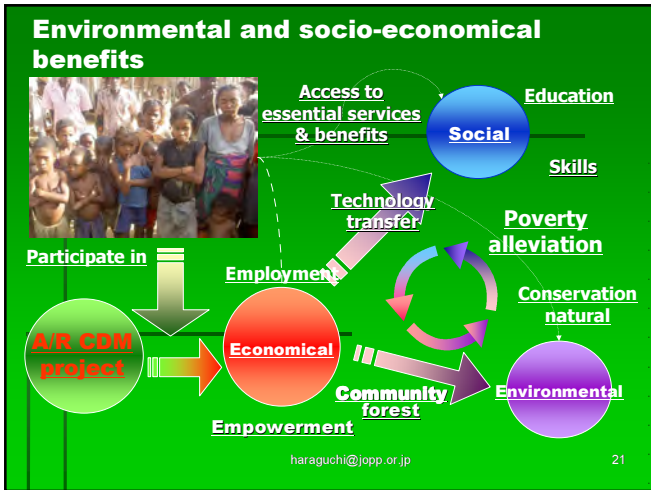 Environmental and socio-economical
benefits
Access to
essential services
& benefits
Education
Social
Skills
Technology
transfer
Poverty
alleviation
Participate in
Employment
Conservation
natural
A/R CDM
project
Economical
Community
forest
Environmental
Empowerment
haraguchi@jopp.or.jp
21